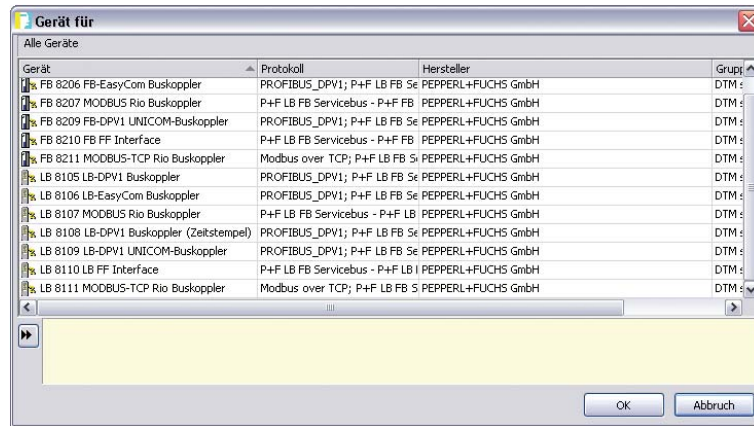 Gerät für
Alle Geräte
Gerät Protokoll Hersteller
FB 8206 FB-EasyCom Buskoppler PROFIBUS_DPV1; P+F LB FB Se PEPPERL+FUCHS GmbH DTM
FB 8207 MODBUS Rio Buskoppler P+F LB FB Servicebus - P+F FB PEPPERL+FUCHS GmbH DTM
FB 8209 FB-DPV1 UNICOM-Buskoppler PROFIBUS_DPV1; P+F LB FB Se PEPPERL+FUCHS GmbH DTM
FB 8210 FB FF Interface P+F LB FB Servicebus - P+F FB PEPPERL+FUCHS GmbH DTM
FB 8211 MODBUS-TCP Rio Buskoppler Modbus over TCP; P+F LB FB S PEPPERL+FUCHS GmbH DTM
LB 8105 LB-DPV1 Buskoppler PROFIBUS_DPV1; P+F LB FB Se PEPPERL+FUCHS GmbH DTM
LB 8106 LB-EasyCom Buskoppler PROFIBUS_DPV1; P+F LB FB Se PEPPERL+FUCHS GmbH DTM
LB 8107 MODBUS Rio Buskoppler P+F LB FB Servicebus - P+F LB PEPPERL+FUCHS GmbH DTM
LB 8108 LB-DPV1 Buskoppler (Zeitstempel) PROFIBUS_DPV1; P+F LB FB Se PEPPERL+FUCHS GmbH DTM
LB 8109 LB-DPV1 UNICOM-Buskoppler PROFIBUS_DPV1; P+F LB FB Se PEPPERL+FUCHS GmbH DTM
LB 8110 LB FF Interface P+F LB FB Servicebus - P+F LB PEPPERL+FUCHS GmbH DTM
LB 8111 MODBUS-TCP Rio Buskoppler Modbus over TCP; P+F LB FB S PEPPERL+FUCHS GmbH DTM
OK Abbruch